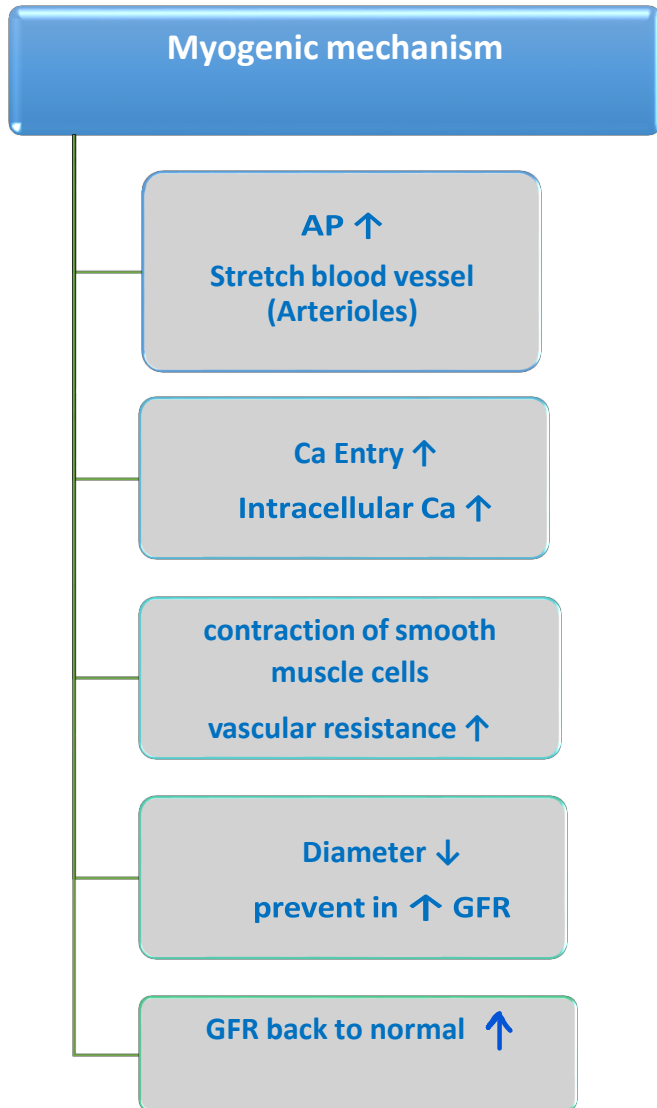 Myogenic mechanism
AP ↑
Stretch blood vessel
(Arterioles)
Ca Entry ↑
Intracellular Ca ↑
contraction of smooth
muscle cells
vascular resistance ↑
Diameter ↓
prevent in ↑ GFR
GFR back to normal ↑